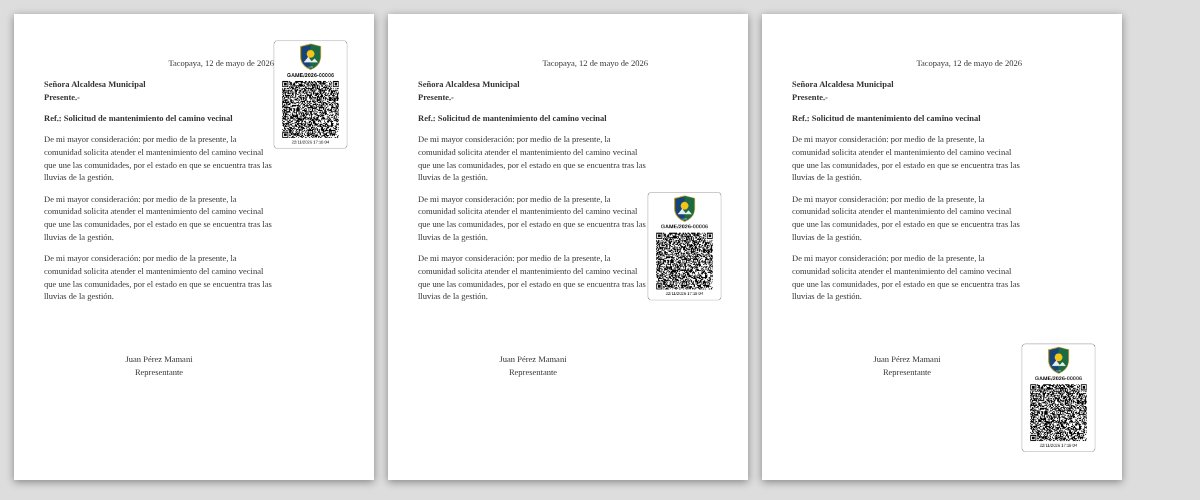 Tacopaya, 12 de mayo de 2026
GAME/2026-00006
Señora Alcaldesa Municipal
Presente.-
Ref.: Solicitud de mantenimiento del camino vecinal
De mi mayor consideración: por medio de la presente, la
comunidad solicita atender el mantenimiento del camino vecinal
que une las comunidades, por el estado en que se encuentra tras las
lluvias de la gestión.
De mi mayor consideración: por medio de la presente, la
comunidad solicita atender el mantenimiento del camino vecinal
que une las comunidades, por el estado en que se encuentra tras las
lluvias de la gestión.
De mi mayor consideración: por medio de la presente, la
comunidad solicita atender el mantenimiento del camino vecinal
que une las comunidades, por el estado en que se encuentra tras las
lluvias de la gestión.
Juan Pérez Mamani
Representante
Tacopaya, 12 de mayo de 2026
Señora Alcaldesa Municipal
Presente.-
Ref.: Solicitud de mantenimiento del camino vecinal
De mi mayor consideración: por medio de la presente, la
comunidad solicita atender el mantenimiento del camino vecinal
que une las comunidades, por el estado en que se encuentra tras las
lluvias de la gestión.
De mi mayor consideración: por medio de la presente, la
comunidad solicita atender el mantenimiento del camino vecinal
que une las comunidades, por el estado en que se encuentra tras las
lluvias de la gestión.
GAME/2026-00006
De mi mayor consideración: por medio de la presente, la
comunidad solicita atender el mantenimiento del camino vecinal
que une las comunidades, por el estado en que se encuentra tras las
lluvias de la gestión.
Juan Pérez Mamani
Representante
Tacopaya, 12 de mayo de 2026
Señora Alcaldesa Municipal
Presente.-
Ref.: Solicitud de mantenimiento del camino vecinal
De mi mayor consideración: por medio de la presente, la
comunidad solicita atender el mantenimiento del camino vecinal
que une las comunidades, por el estado en que se encuentra tras las
lluvias de la gestión.
De mi mayor consideración: por medio de la presente, la
comunidad solicita atender el mantenimiento del camino vecinal
que une las comunidades, por el estado en que se encuentra tras las
lluvias de la gestión.
De mi mayor consideración: por medio de la presente, la
comunidad solicita atender el mantenimiento del camino vecinal
que une las comunidades, por el estado en que se encuentra tras las
lluvias de la gestión.
Juan Pérez Mamani
Representante
GAME/2026-00006